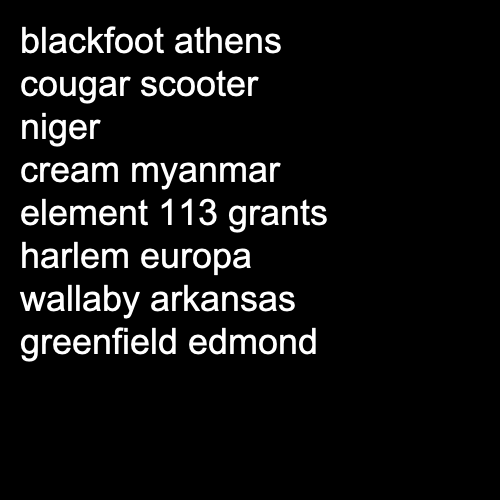 blackfoot athens
cougar scooter
niger
cream myanmar
element 113 grants
harlem europa
wallaby arkansas
greenfield edmond